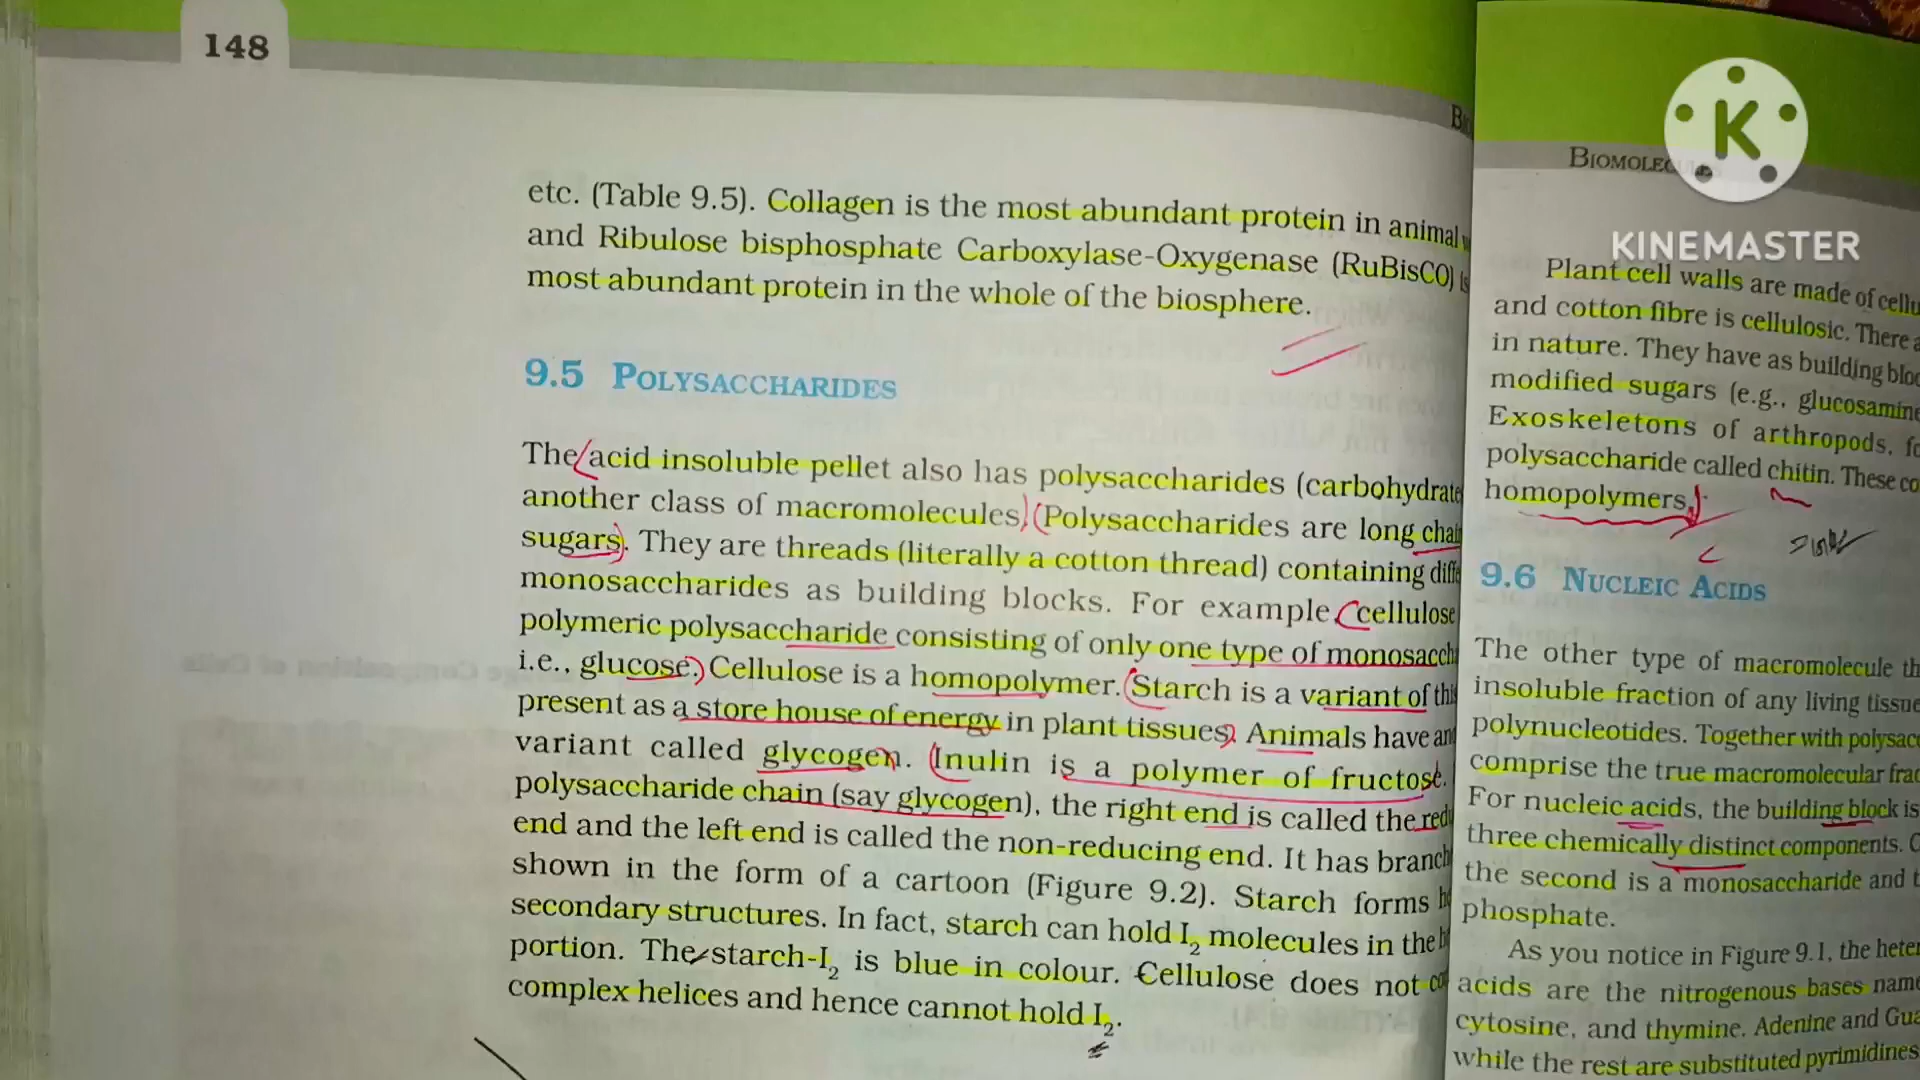 148
etc. (Table 9.5). Collagen is the most abundant protein in animal
and Ribulose bisphosphate Carboxylase-Oxygenase (RuBisCO)
most abundant protein in the whole of the biosphere.
9.5 POLYSACCHARIDES
The acid insoluble pellet also has polysaccharides (carbohydrate
another class of macromolecules. Polysaccharides are long
sugars. They are threads (literally a cotton thread) containing
monosaccharides as building blocks. For example, cellulose
polymeric polysaccharide consisting of only one type of
i.e., glucose. Cellulose is a homopolymer. Starch is a variant of
present as a store house of energy in plant tissues. Animals have
variant called glycogen. Inulin is a polymer of fructose.
polysaccharide chain (say glycogen), the right end is called the
end and the left end is called the non-reducing end. It has
shown in the form of a cartoon (Figure 9.2). Starch forms
secondary structures. In fact, starch can hold I₂ molecules in the
portion. The starch-I₂ is blue in colour. Cellulose does not
complex helices and hence cannot hold I₂.
K
KINEMASTER
Plant cell walls are made of
and cotton fibre is cellulosic. There
in nature. They have as building
modified sugars (e.g., glucosamine
Exoskeletons of arthropods,
polysaccharide called chitin. These
homopolymers.
9.6 NUCLEIC ACIDS
The other type of macromolecule
insoluble fraction of any living tissue
polynucleotides. Together with
comprise the true macromolecular
For nucleic acids, the building block is
three chemically distinct components.
the second is a monosaccharide and
phosphate.
As you notice in Figure 9.1, the
acids are the nitrogenous bases
cytosine, and thymine. Adenine and
while the rest are substituted pyrimidines